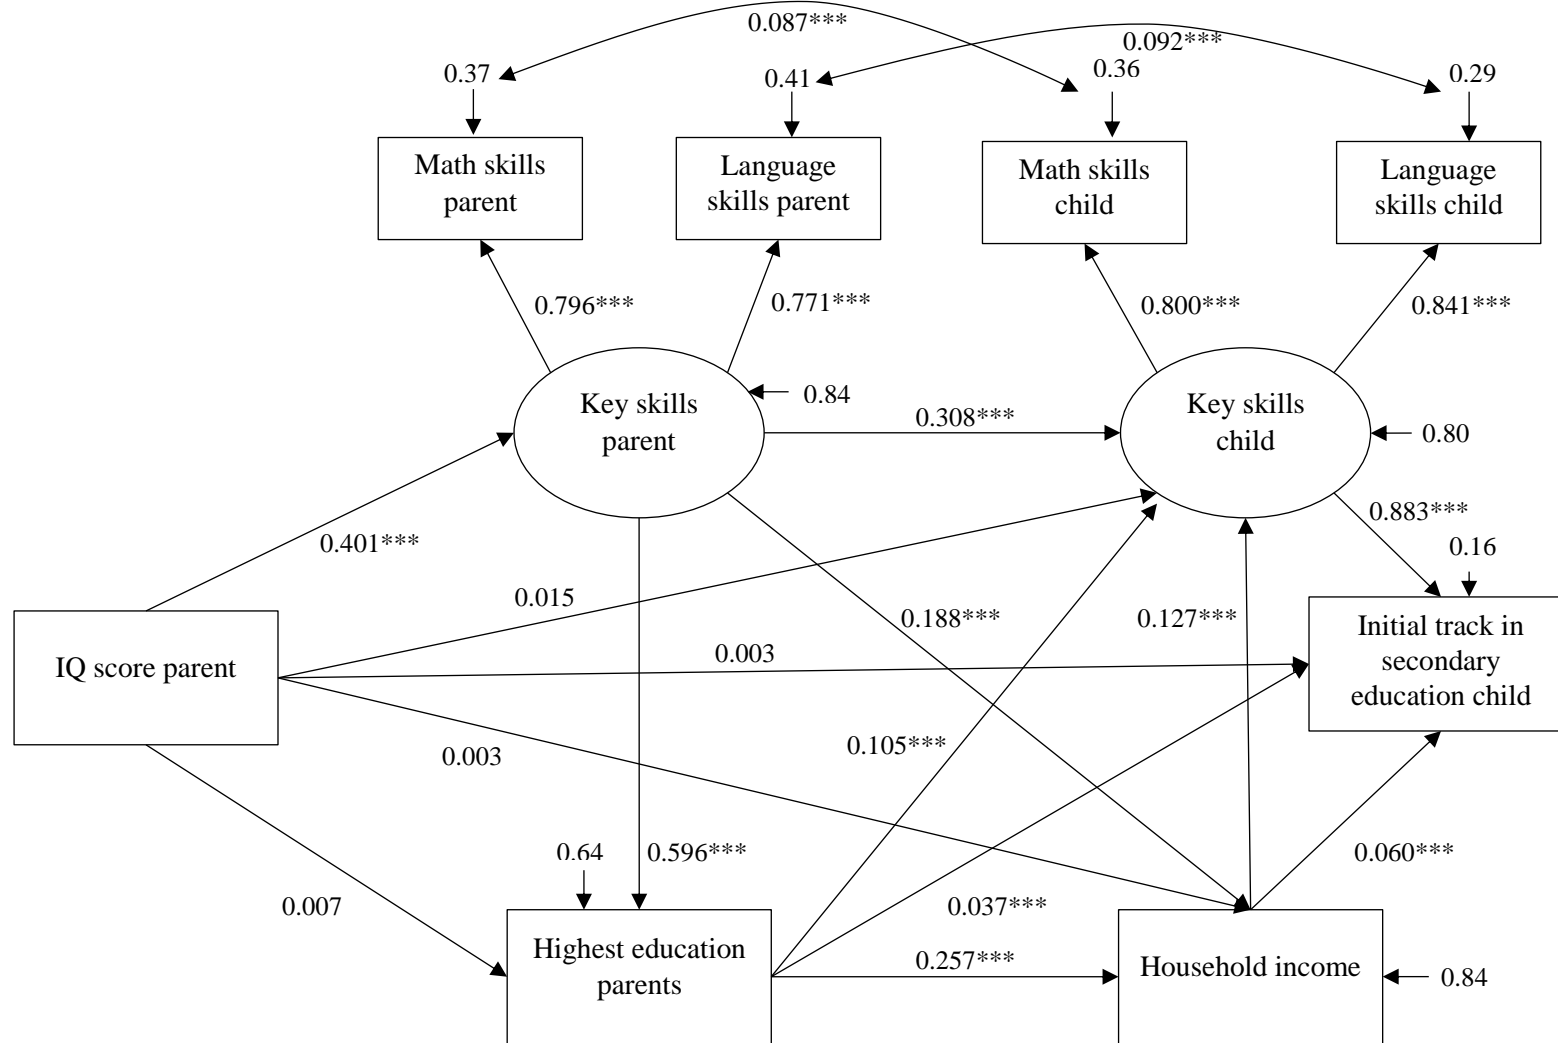 0.087***
0.092***
0.37
0.41
0.36
0.29
Math skills
parent
Language
skills parent
Math skills
child
Language
skills child
0.796***
0.771***
0.800***
0.841***
Key skills
parent
0.84
0.308***
Key skills
child
0.80
0.401***
0.883***
0.16
0.015
0.188***
0.127***
IQ score parent
0.003
Initial track in
secondary
education child
0.003
0.105***
0.64
0.596***
0.060***
0.007
0.037***
Highest education
parents
0.257***
Household income
0.84